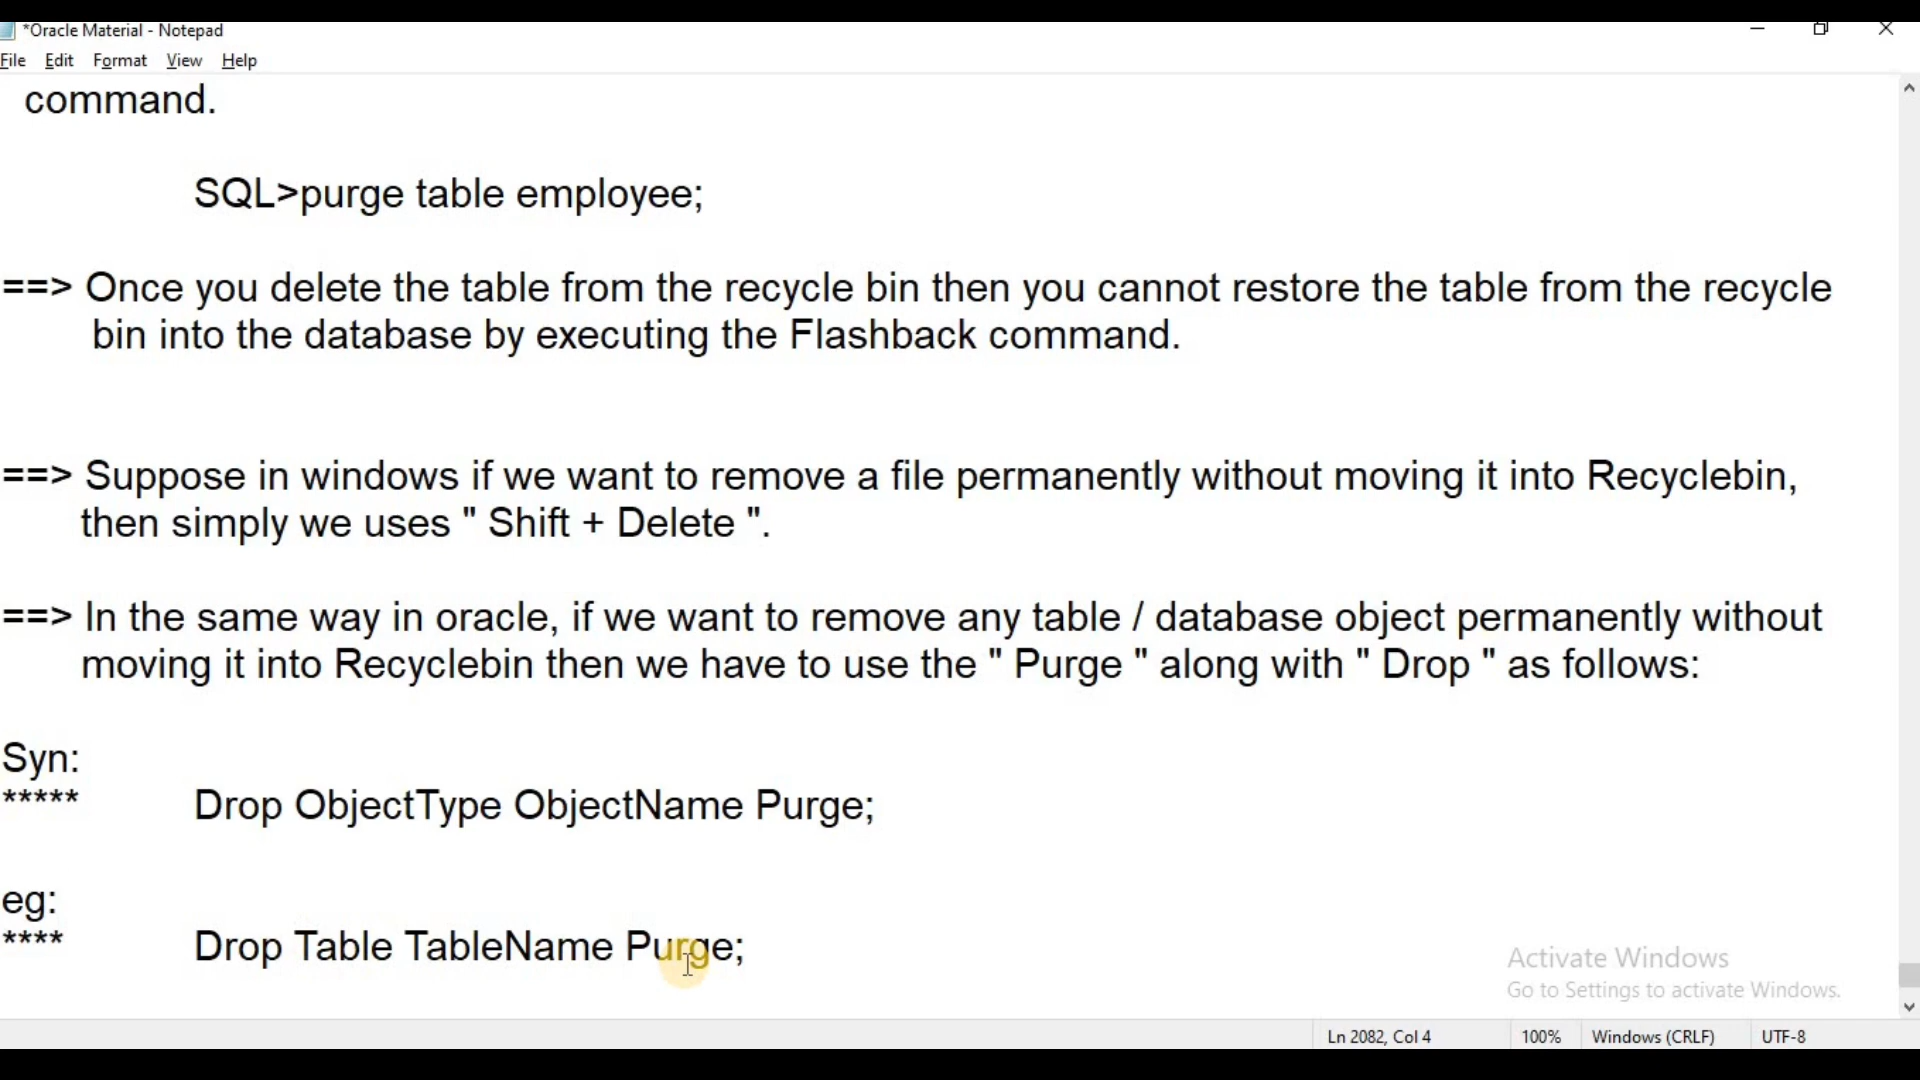 *Oracle Material - Notepad
File Edit Format View Help
command.
SQL>purge table employee;
==> Once you delete the table from the recycle bin then you cannot restore the table from the recycle
bin into the database by executing the Flashback command.
==> Suppose in windows if we want to remove a file permanently without moving it into Recyclebin,
then simply we uses " Shift + Delete ".
==> In the same way in oracle, if we want to remove any table / database object permanently without
moving it into Recyclebin then we have to use the " Purge " along with " Drop " as follows:
Syn:
***** Drop ObjectType ObjectName Purge;
eg:
**** Drop Table TableName Purge;
Activate Windows
Go to Settings to activate Windows.
Ln 2082, Col 4 100% Windows (CRLF) UTF-8